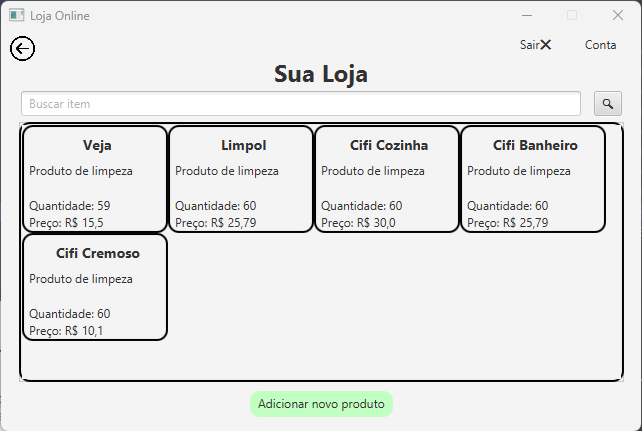 Loja Online
Sair Conta
Sua Loja
Buscar item
Veja Limpol Cifi Cozinha Cifi Banheiro
Produto de limpeza Produto de limpeza Produto de limpeza Produto de limpeza
Quantidade: 59 Quantidade: 60 Quantidade: 60 Quantidade: 60
Preço: R$ 15,5 Preço: R$ 25,79 Preço: R$ 30,0 Preço: R$ 25,79
Cifi Cremoso
Produto de limpeza
Quantidade: 60
Preço: R$ 10,1
Adicionar novo produto